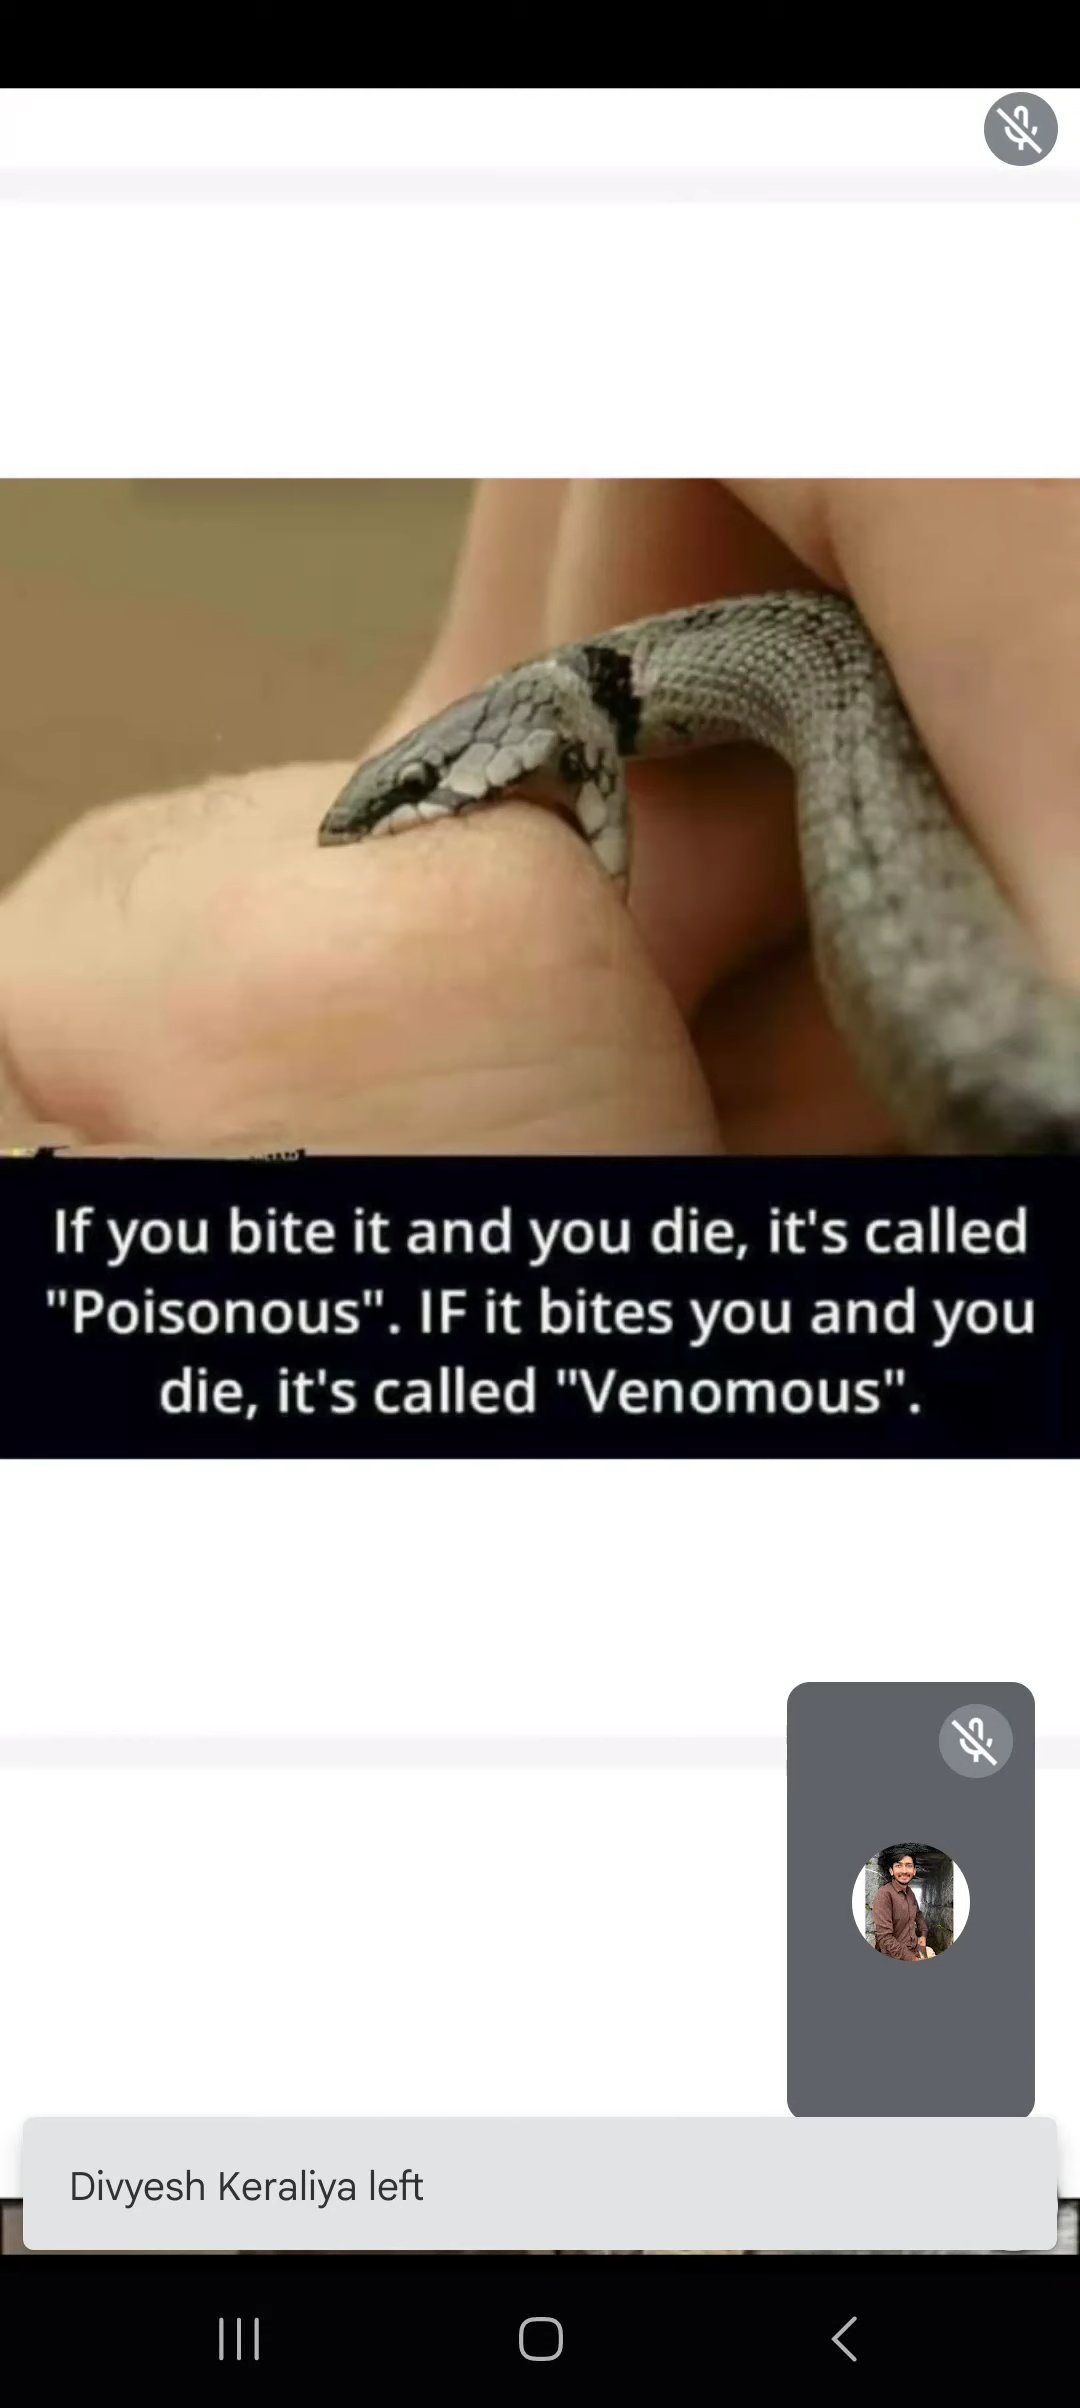 If you bite it and you die, it's called
"Poisonous". IF it bites you and you
die, it's called "Venomous".
Divyesh Keraliya left